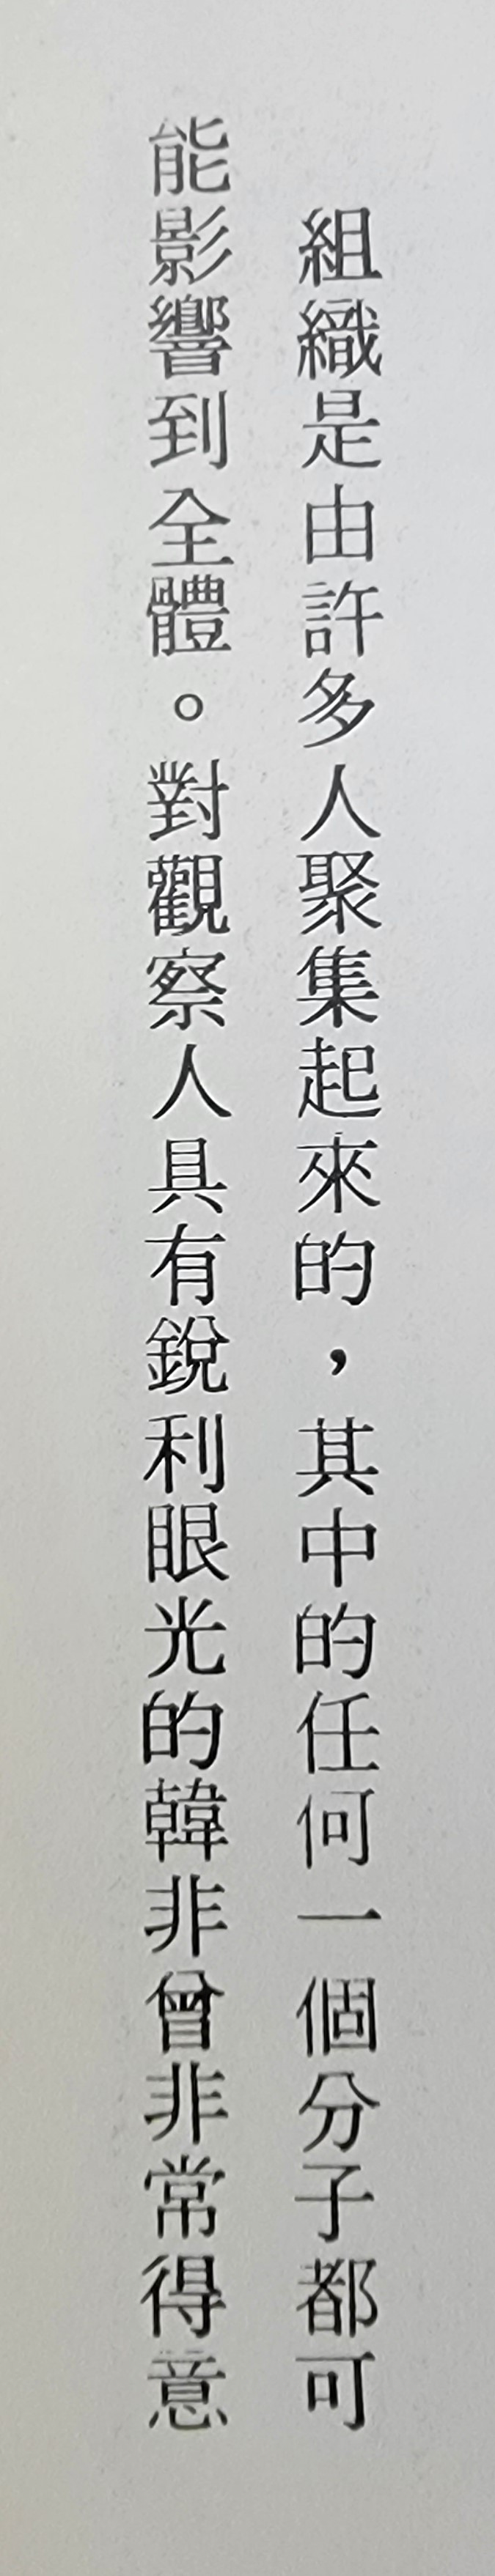 組織是由許多人聚集起來的，其中的任何一個分子都可
能影響到全體。對觀察人具有銳利眼光的韓非曾非常得意